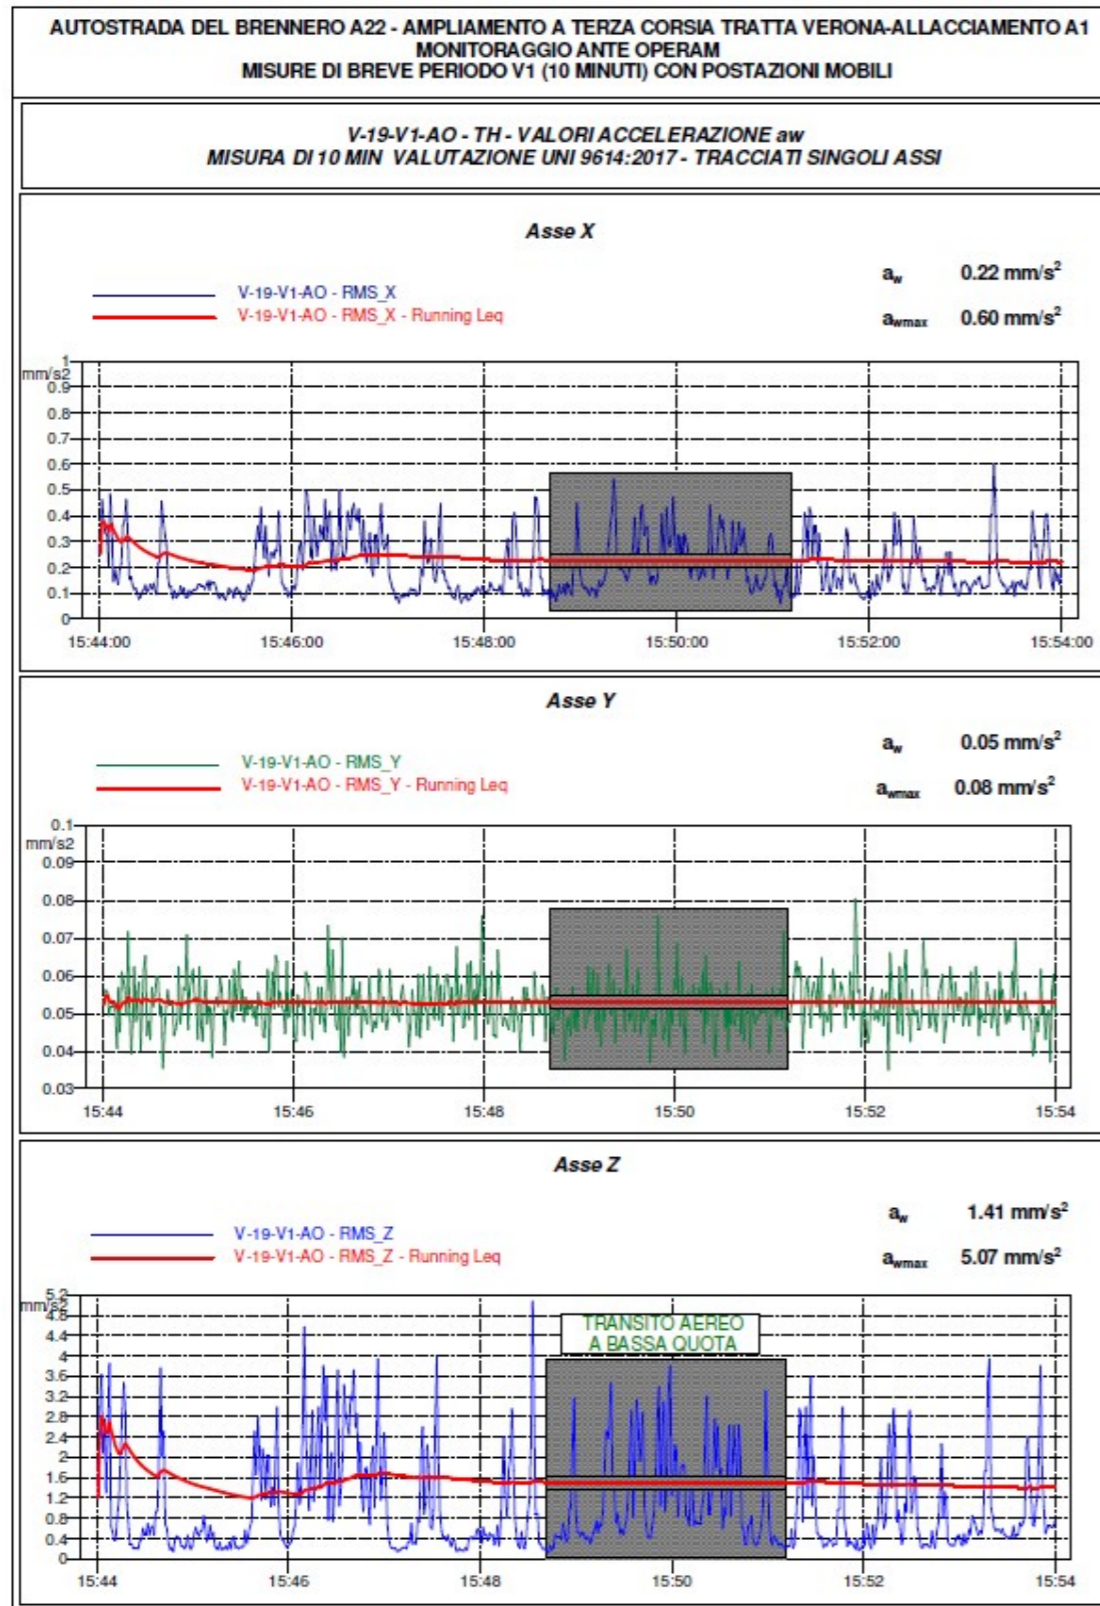 AUTOSTRADA DEL BRENNERO A22 - AMPLIAMENTO A TERZA CORSIA TRATTA VERONA-ALLACCIAMENTO A1
MONITORAGGIO ANTE OPERAM
MISURE DI BREVE PERIODO V1 (10 MINUTI) CON POSTAZIONI MOBILI
V-19-V1-AO - TH - VALORI ACCELERAZIONE aw
MISURA DI 10 MIN VALUTAZIONE UNI 9614:2017 - TRACCIATI SINGOLI ASSI
Asse X
V-19-V1-AO - RMS_X
V-19-V1-AO - RMS_X - Running Leq
aw 0.22 mm/s²
awmax 0.60 mm/s²
1
mm/s2
0.9
0.8
0.7
0.6
0.5
0.4
0.3
0.2
0.1
0
15:44:00 15:46:00 15:48:00 15:50:00 15:52:00 15:54:00
Asse Y
V-19-V1-AO - RMS_Y
V-19-V1-AO - RMS_Y - Running Leq
aw 0.05 mm/s²
awmax 0.08 mm/s²
0.1
mm/s2
0.09
0.08
0.07
0.06
0.05
0.04
0.03
15:44 15:46 15:48 15:50 15:52 15:54
Asse Z
V-19-V1-AO - RMS_Z
V-19-V1-AO - RMS_Z - Running Leq
aw 1.41 mm/s²
awmax 5.07 mm/s²
5.2
mm/s2
4.8
4.4
4
3.6
3.2
2.8
2.4
2
1.6
1.2
0.8
0.4
0
TRANSITO AEREO
A BASSA QUOTA
15:44 15:46 15:48 15:50 15:52 15:54